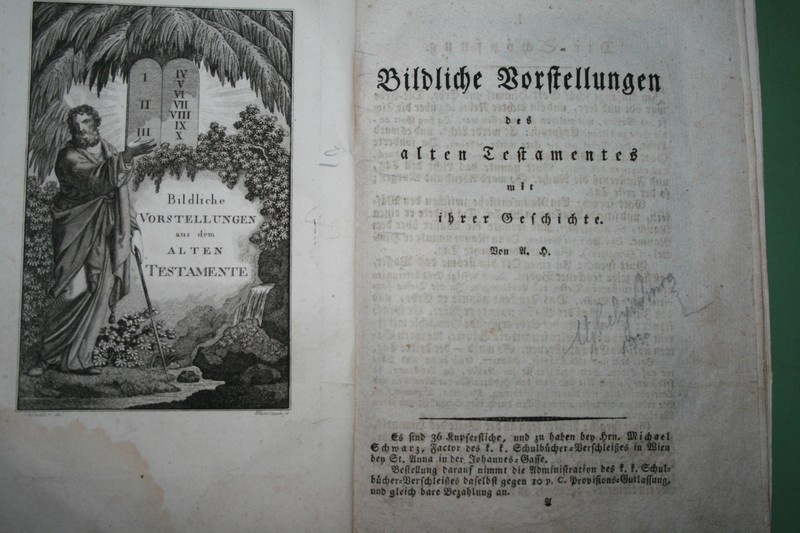 I
II
III
IV
V
VI
VII
VIII
IX
X
Bildliche
VORSTELLUNGEN
aus dem
ALTEN
TESTAMENTE
Bildliche Vorstellungen
des
alten Testamentes
mit
ihrer Geschichte.
Von A. H.
Es sind 36 Kupferstiche, und zu haben bey Hrn. Michael
Schwarz, Factor des k. k. Schulbücher-Verschleißes in Wien
bey St. Anna in der Johannes-Gasse.
Bestellung darauf nimmt die Administration des k. k. Schul-
bücher-Verschleißes daselbst gegen 10 p. C. Provisions-Gutlassung,
und gleich bare Bezahlung an.
A